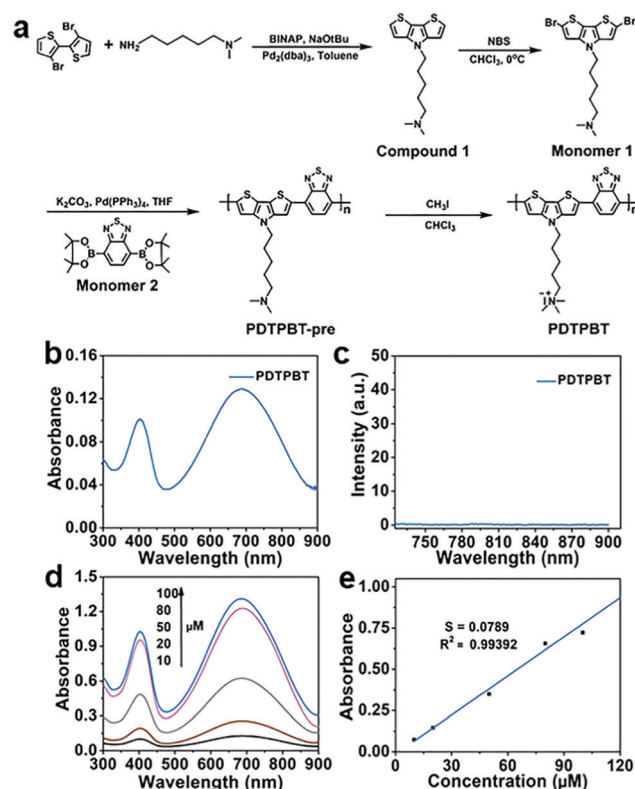 a
Br
S
S
Br
+
NH2
N
BINAP, NaOtBu
Pd2(dba)3, Toluene
S
S
N
N
Compound 1
NBS
CHCl3, 0°C
Br
S
S
Br
N
N
Monomer 1
K2CO3, Pd(PPh3)4, THF
S
N
N
O
B
O
O
B
O
Monomer 2
S
S
N
S
N
N
n
N
PDTPBT-pre
CH3I
CHCl3
S
S
N
S
N
N
n
I
−
+
N
PDTPBT
b
0.16
0.12
0.08
0.04
0.00
Absorbance
PDTPBT
300 400 500 600 700 800 900
Wavelength (nm)
c
50
40
30
20
10
0
Intensity (a.u.)
PDTPBT
750 780 810 840 870 900
Wavelength (nm)
d
1.5
1.2
0.9
0.6
0.3
0.0
Absorbance
100
80
50
20
10
µM
300 400 500 600 700 800 900
Wavelength (nm)
e
1.00
0.75
0.50
0.25
0.00
Absorbance
S = 0.0789
R2 = 0.99392
0 30 60 90 120
Concentration (µM)